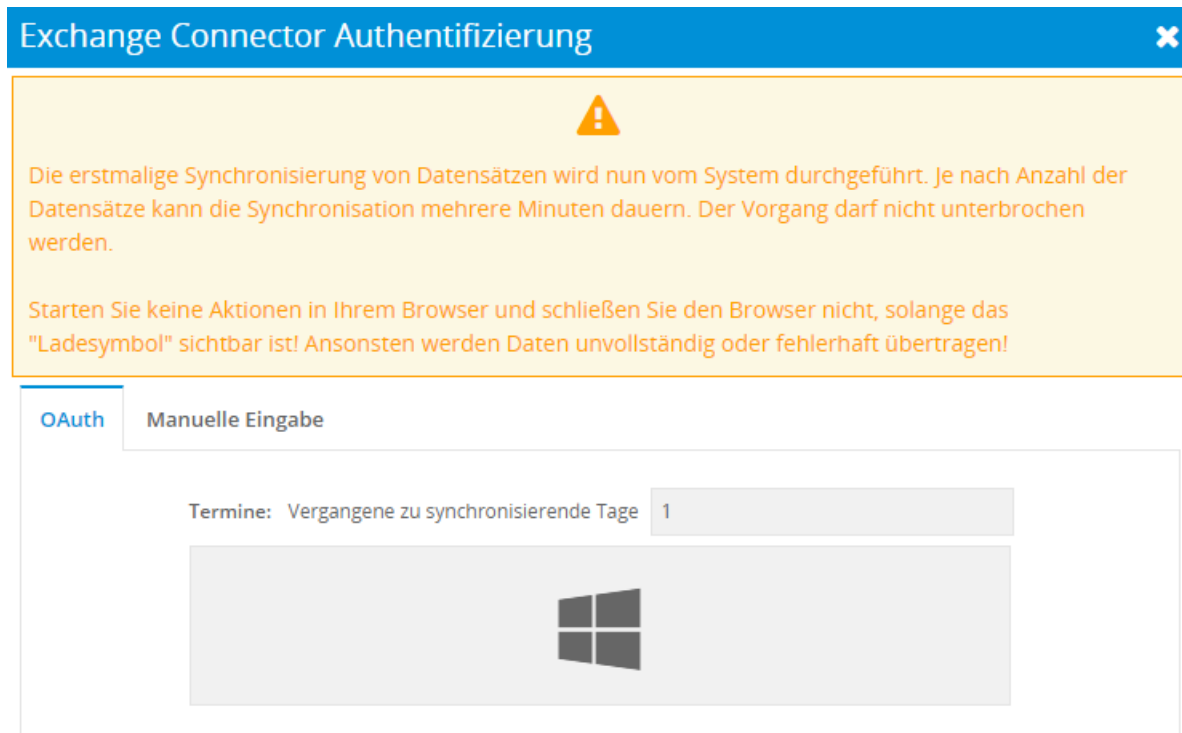 Exchange Connector Authentifizierung
Die erstmalige Synchronisierung von Datensätzen wird nun vom System durchgeführt. Je nach Anzahl der
Datensätze kann die Synchronisation mehrere Minuten dauern. Der Vorgang darf nicht unterbrochen
werden.
Starten Sie keine Aktionen in Ihrem Browser und schließen Sie den Browser nicht, solange das
"Ladesymbol" sichtbar ist! Ansonsten werden Daten unvollständig oder fehlerhaft übertragen!
OAuth Manuelle Eingabe
Termine: Vergangene zu synchronisierende Tage 1